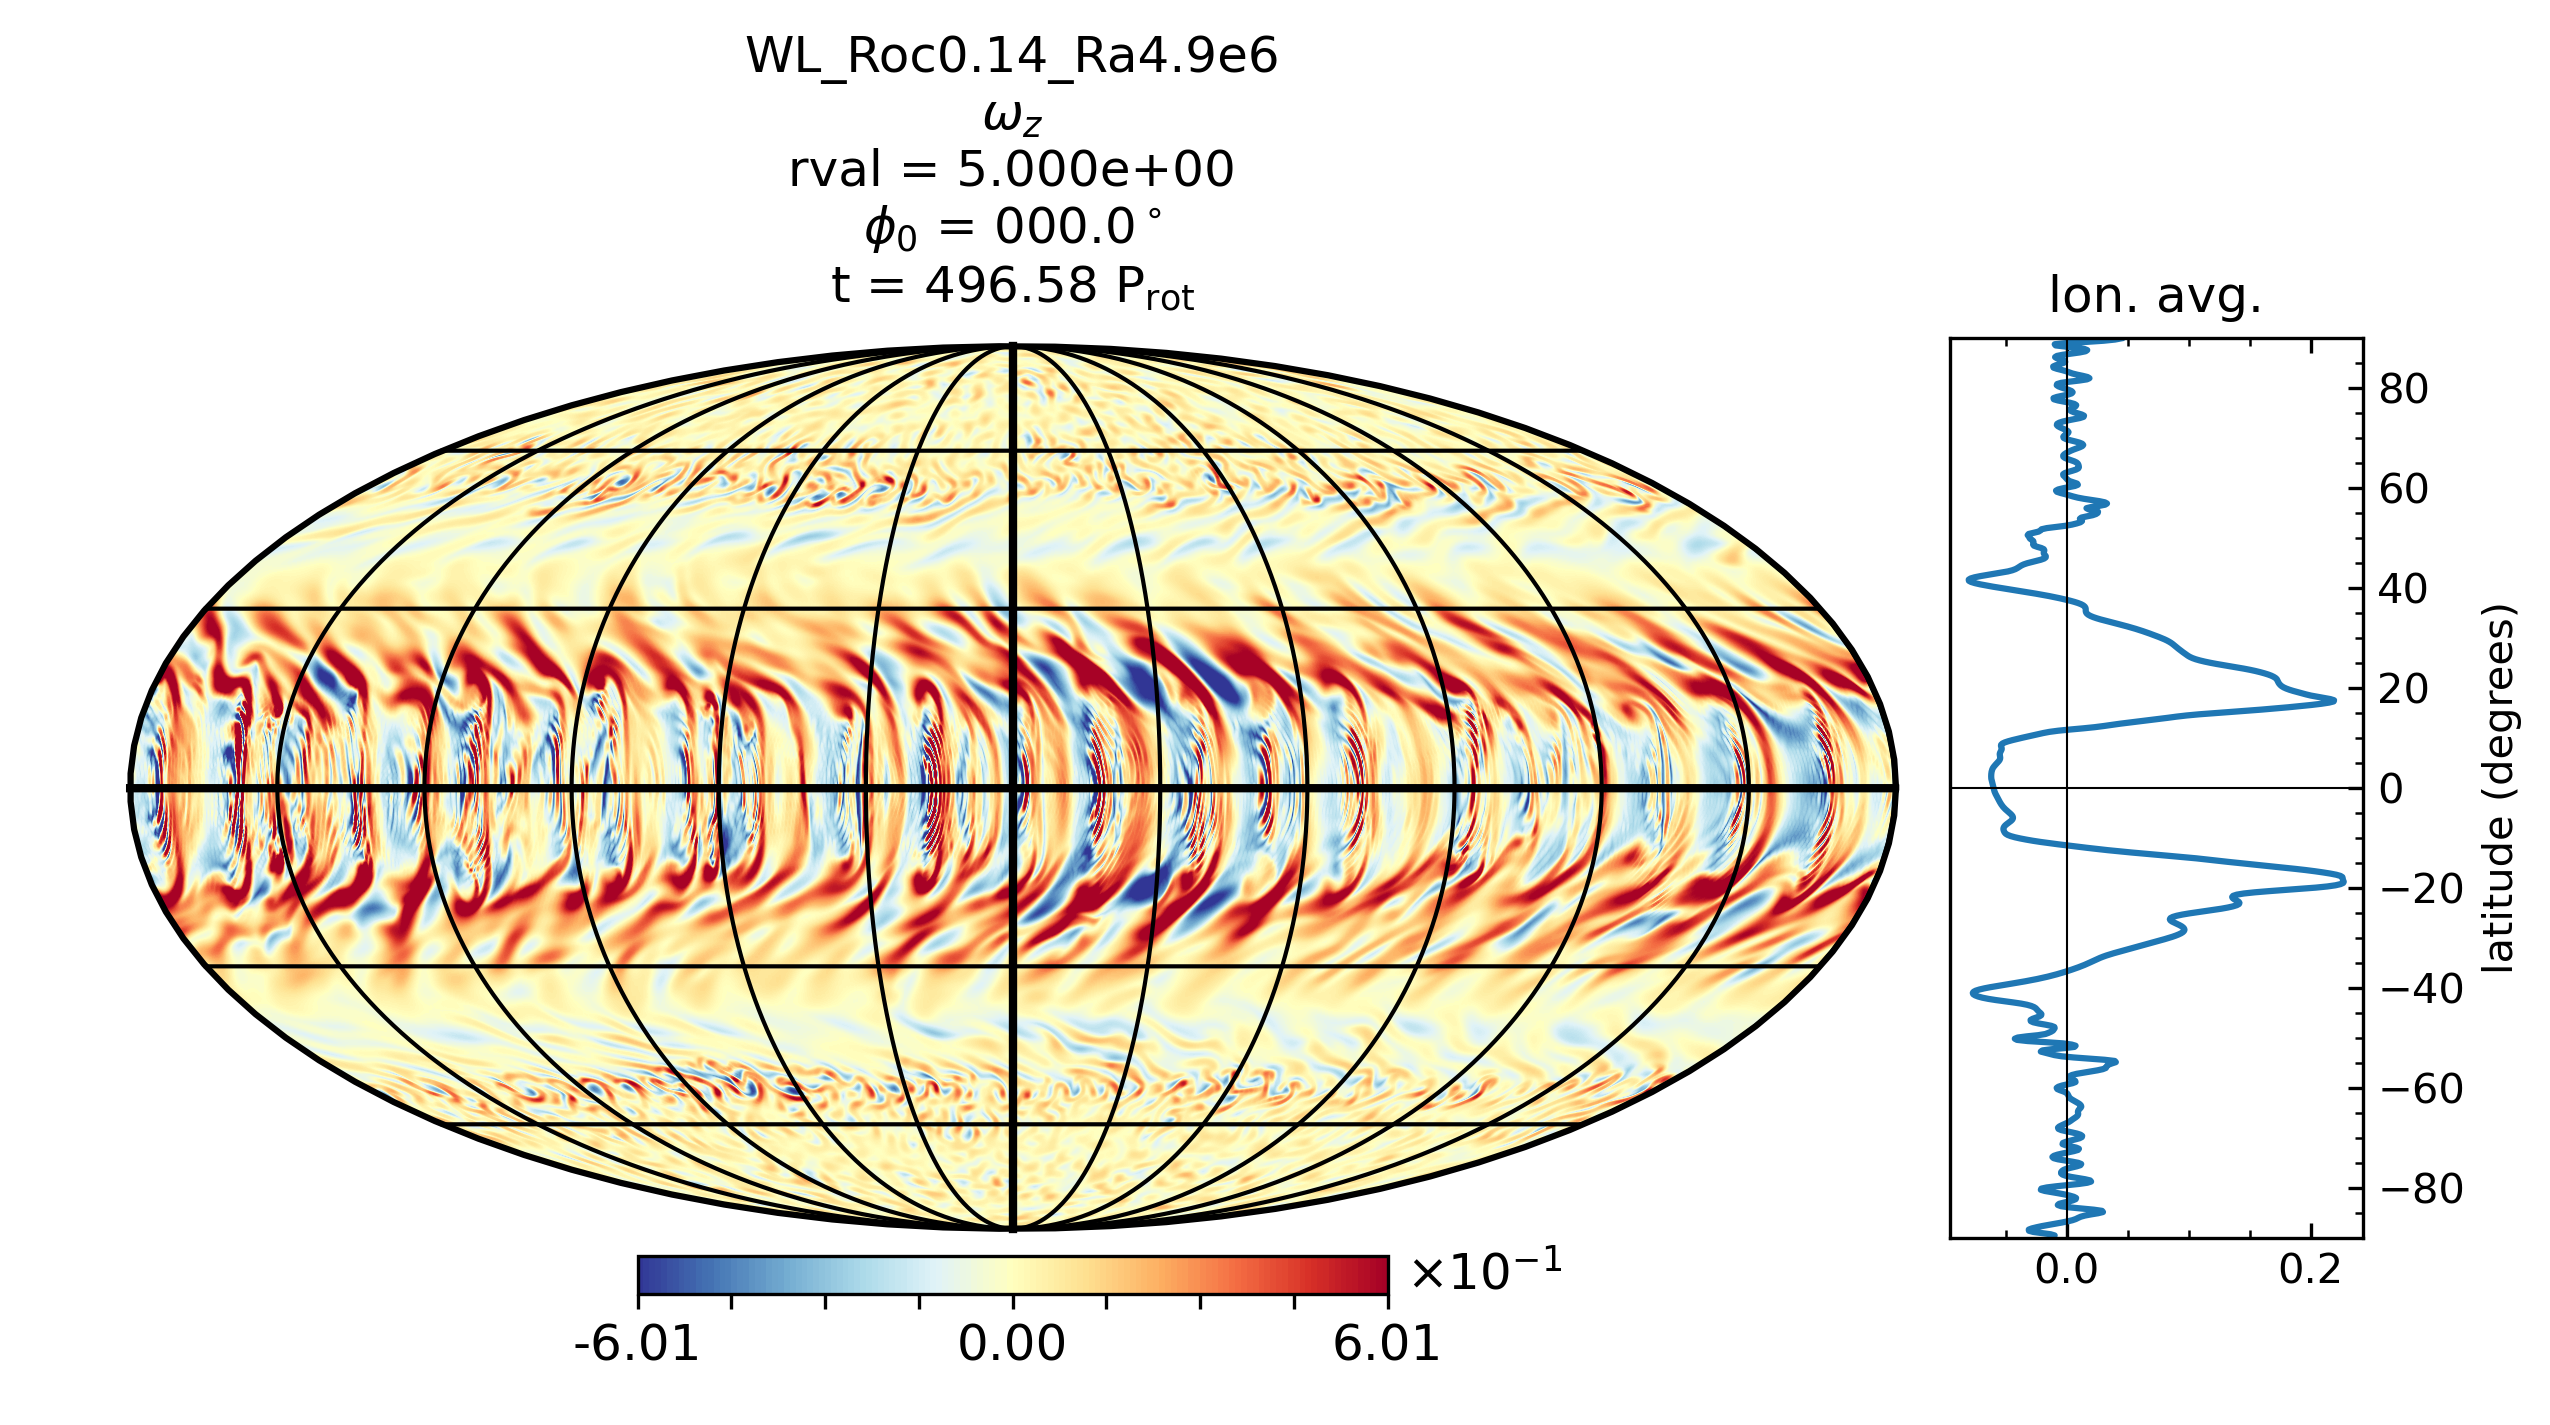 WL_Roc0.14_Ra4.9e6
ω_z
rval = 5.000e+00
ϕ_0 = 000.0°
t = 496.58 P_rot
lon. avg.
80
60
40
20
0
−20
−40
−60
−80
latitude (degrees)
0.0 0.2
×10^−1
-6.01 0.00 6.01